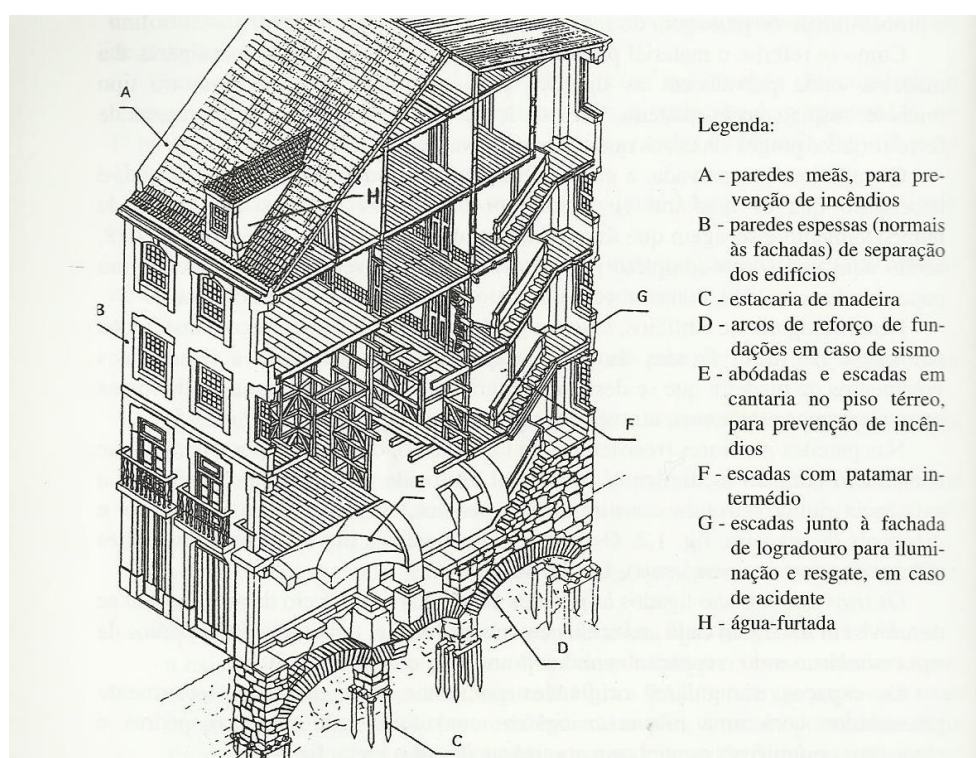 A
H
B
G
F
E
D
C
Legenda:
A - paredes meãs, para pre-
venção de incêndios
B - paredes espessas (normais
às fachadas) de separação
dos edifícios
C - estacaria de madeira
D - arcos de reforço de fun-
dações em caso de sismo
E - abódadas e escadas em
cantaria no piso térreo,
para prevenção de incên-
dios
F - escadas com patamar in-
termédio
G - escadas junto à fachada
de logradouro para ilumi-
nação e resgate, em caso
de acidente
H - água-furtada